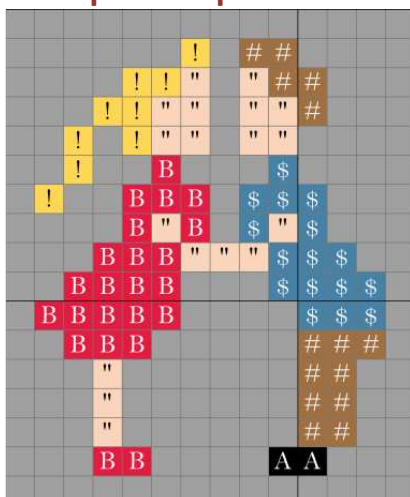 ! # #
! ! " " # #
! ! " " " " #
! ! " " " "
! B $
! B B B $ $ $
B " B $ " $
B B B " " " $ $ $
B B B B $ $ $ $
B B B B B $ $ $
B B B # # #
" # #
" # #
" # #
B B A A